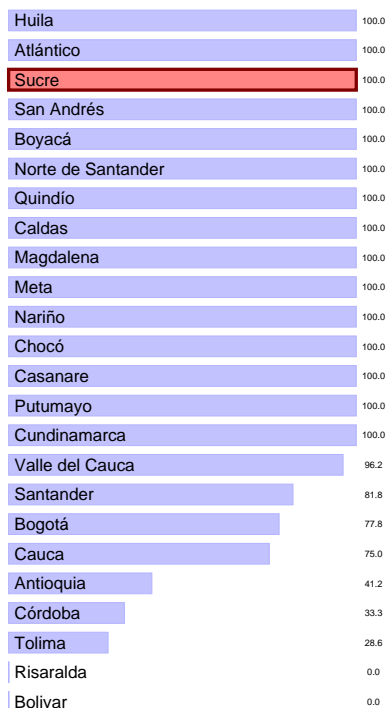 Huila 100.0
Atlántico 100.0
Sucre 100.0
San Andrés 100.0
Boyacá 100.0
Norte de Santander 100.0
Quindío 100.0
Caldas 100.0
Magdalena 100.0
Meta 100.0
Nariño 100.0
Chocó 100.0
Casanare 100.0
Putumayo 100.0
Cundinamarca 100.0
Valle del Cauca 96.2
Santander 81.8
Bogotá 77.8
Cauca 75.0
Antioquia 41.2
Córdoba 33.3
Tolima 28.6
Risaralda 0.0
Bolivar 0.0